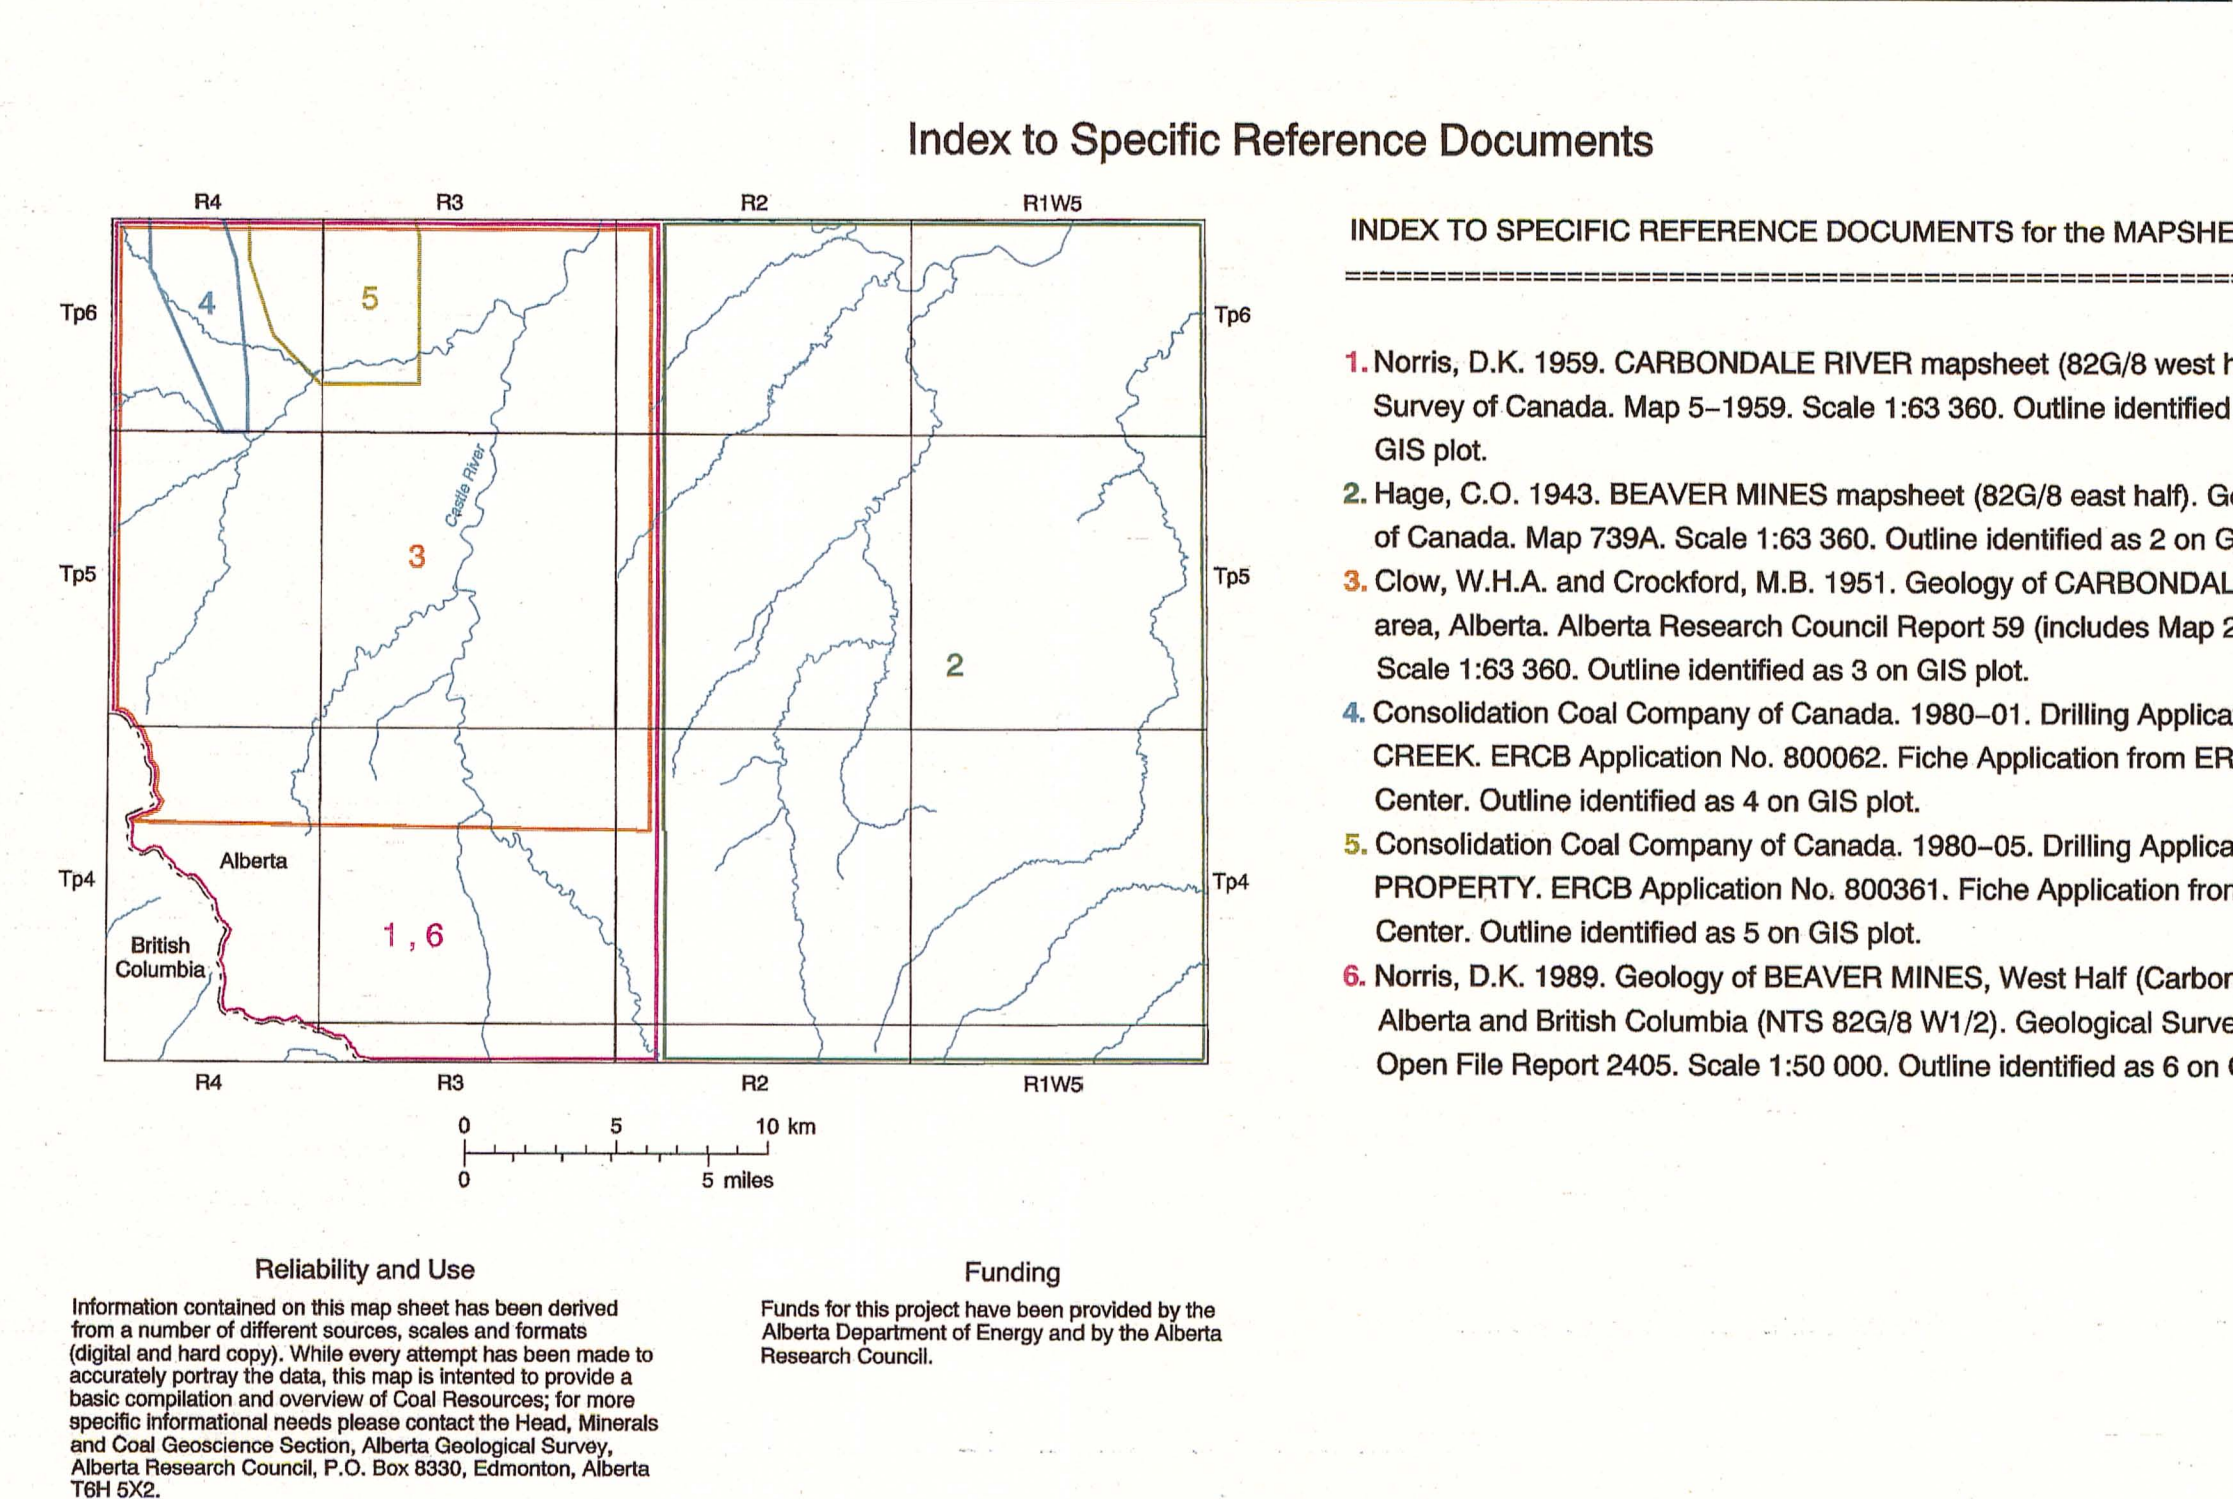 Index to Specific Reference Documents
R4 R3 R2 R1W5
Tp6 4 5 Tp6
Castle River
3
Tp5 Tp5
2
Alberta
Tp4 Tp4
1 , 6
British
Columbia
R4 R3 R2 R1W5
0 5 10 km
0 5 miles
INDEX TO SPECIFIC REFERENCE DOCUMENTS for the MAPSHE
==================================================
1. Norris, D.K. 1959. CARBONDALE RIVER mapsheet (82G/8 west h
Survey of Canada. Map 5–1959. Scale 1:63 360. Outline identified
GIS plot.
2. Hage, C.O. 1943. BEAVER MINES mapsheet (82G/8 east half). Ge
of Canada. Map 739A. Scale 1:63 360. Outline identified as 2 on G
3. Clow, W.H.A. and Crockford, M.B. 1951. Geology of CARBONDAL
area, Alberta. Alberta Research Council Report 59 (includes Map 2
Scale 1:63 360. Outline identified as 3 on GIS plot.
4. Consolidation Coal Company of Canada. 1980–01. Drilling Applica
CREEK. ERCB Application No. 800062. Fiche Application from ER
Center. Outline identified as 4 on GIS plot.
5. Consolidation Coal Company of Canada. 1980–05. Drilling Applica
PROPERTY. ERCB Application No. 800361. Fiche Application from
Center. Outline identified as 5 on GIS plot.
6. Norris, D.K. 1989. Geology of BEAVER MINES, West Half (Carbon
Alberta and British Columbia (NTS 82G/8 W1/2). Geological Surve
Open File Report 2405. Scale 1:50 000. Outline identified as 6 on
Reliability and Use
Information contained on this map sheet has been derived
from a number of different sources, scales and formats
(digital and hard copy). While every attempt has been made to
accurately portray the data, this map is intented to provide a
basic compilation and overview of Coal Resources; for more
specific informational needs please contact the Head, Minerals
and Coal Geoscience Section, Alberta Geological Survey,
Alberta Research Council, P.O. Box 8330, Edmonton, Alberta
T6H 5X2.
Funding
Funds for this project have been provided by the
Alberta Department of Energy and by the Alberta
Research Council.